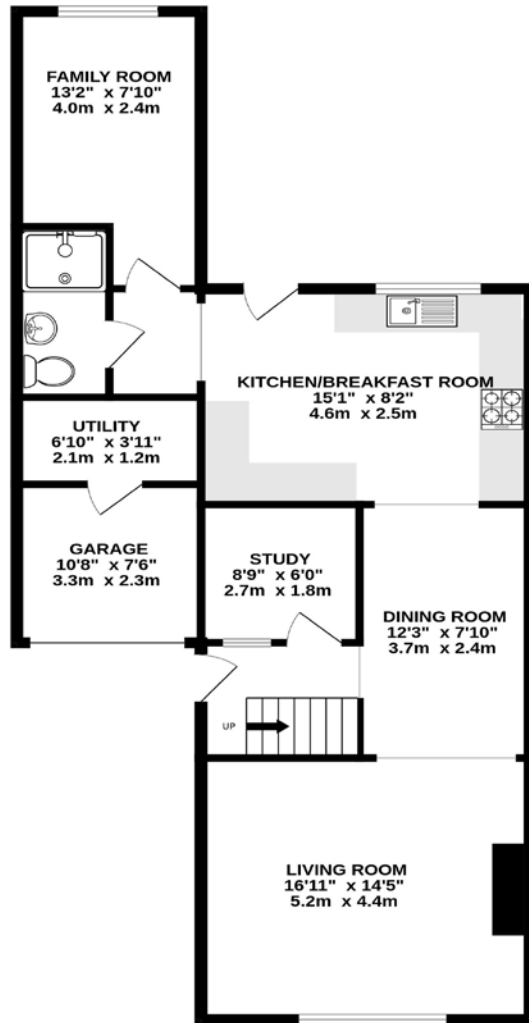 FAMILY ROOM
13'2" x 7'10"
4.0m x 2.4m
KITCHEN/BREAKFAST ROOM
15'1" x 8'2"
4.6m x 2.5m
UTILITY
6'10" x 3'11"
2.1m x 1.2m
GARAGE
10'8" x 7'6"
3.3m x 2.3m
STUDY
8'9" x 6'0"
2.7m x 1.8m
DINING ROOM
12'3" x 7'10"
3.7m x 2.4m
UP
LIVING ROOM
16'11" x 14'5"
5.2m x 4.4m